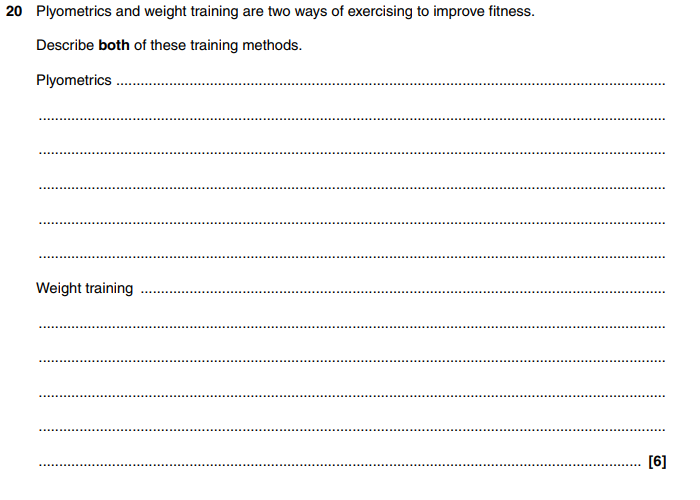 20 Plyometrics and weight training are two ways of exercising to improve fitness.
Describe both of these training methods.
Plyometrics ..........................................................................................................................................
..........................................................................................................................................
..........................................................................................................................................
..........................................................................................................................................
..........................................................................................................................................
..........................................................................................................................................
Weight training ..........................................................................................................................................
..........................................................................................................................................
..........................................................................................................................................
..........................................................................................................................................
..........................................................................................................................................
.......................................................................................................................................... [6]